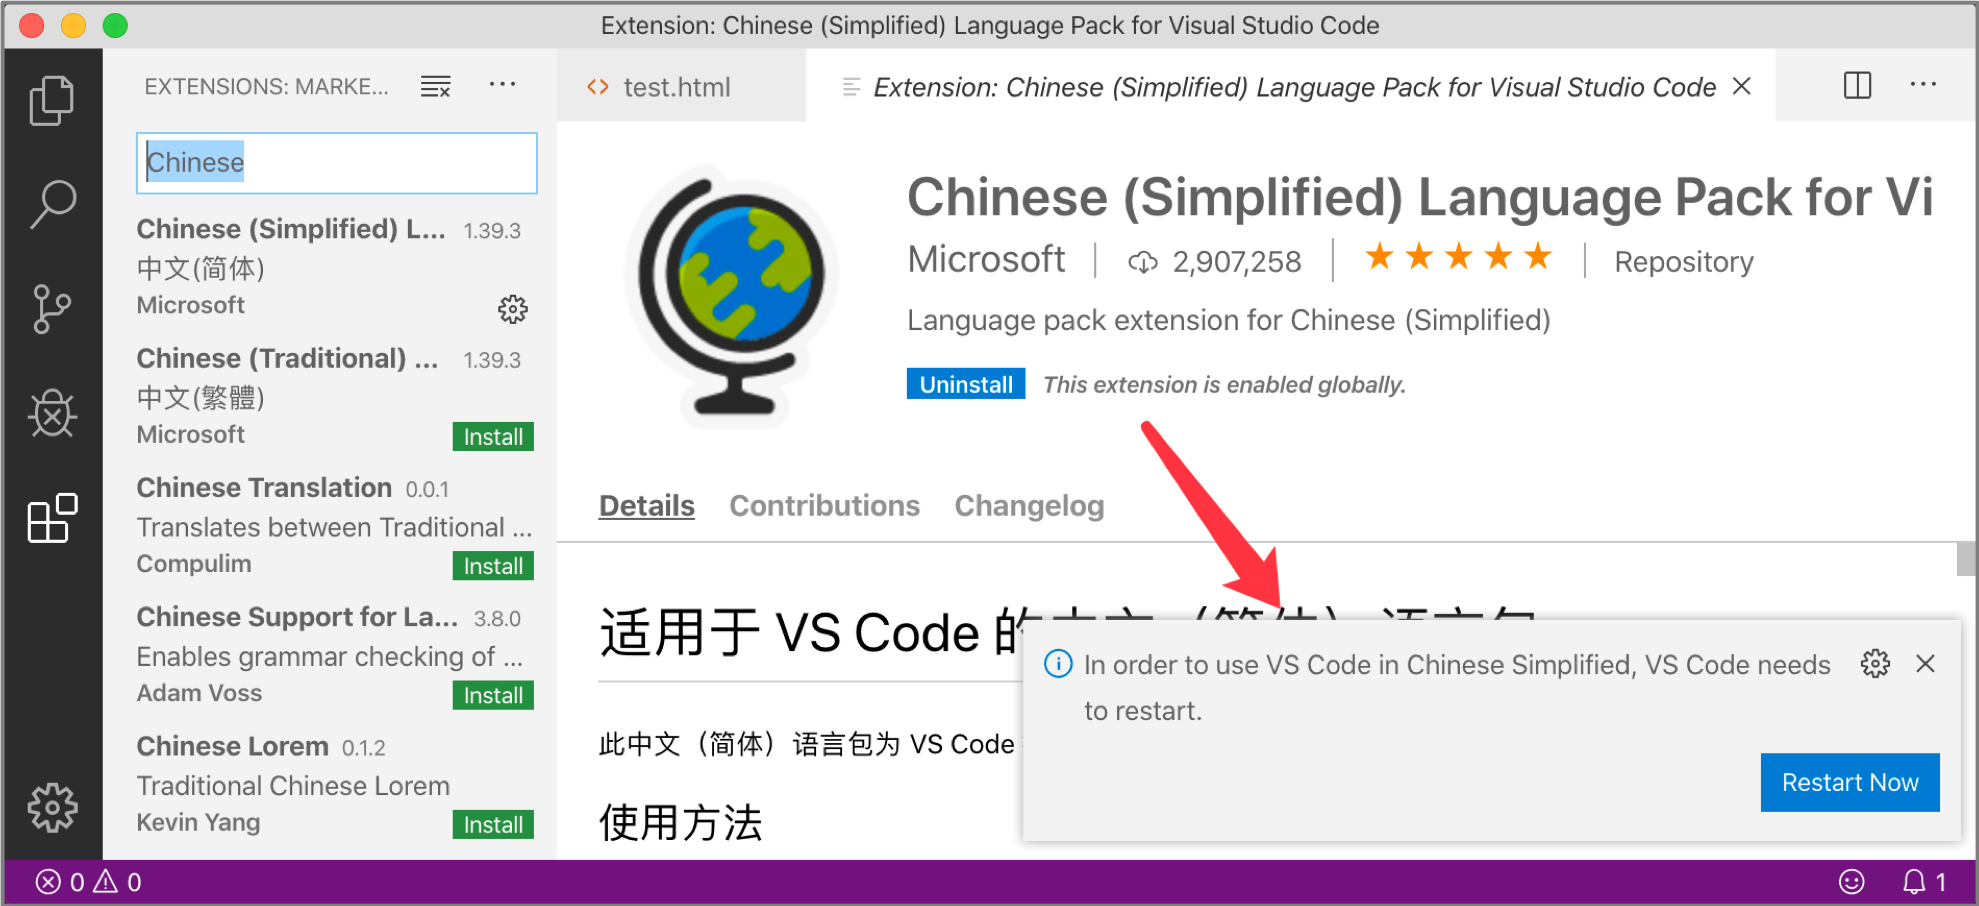 Extension: Chinese (Simplified) Language Pack for Visual Studio Code
EXTENSIONS: MARKE...
test.html
Extension: Chinese (Simplified) Language Pack for Visual Studio Code
Chinese
Chinese (Simplified) L... 1.39.3
中文(简体)
Microsoft
Chinese (Traditional) ... 1.39.3
中文(繁體)
Microsoft Install
Chinese Translation 0.0.1
Translates between Traditional ...
Compulim Install
Chinese Support for La... 3.8.0
Enables grammar checking of ...
Adam Voss Install
Chinese Lorem 0.1.2
Traditional Chinese Lorem
Kevin Yang Install
Chinese (Simplified) Language Pack for Vi
Microsoft 2,907,258 Repository
Language pack extension for Chinese (Simplified)
Uninstall This extension is enabled globally.
Details Contributions Changelog
适用于 VS Code 的中文（简体）语言包
此中文（简体）语言包为 VS Code
使用方法
In order to use VS Code in Chinese Simplified, VS Code needs
to restart.
Restart Now
0 0
1